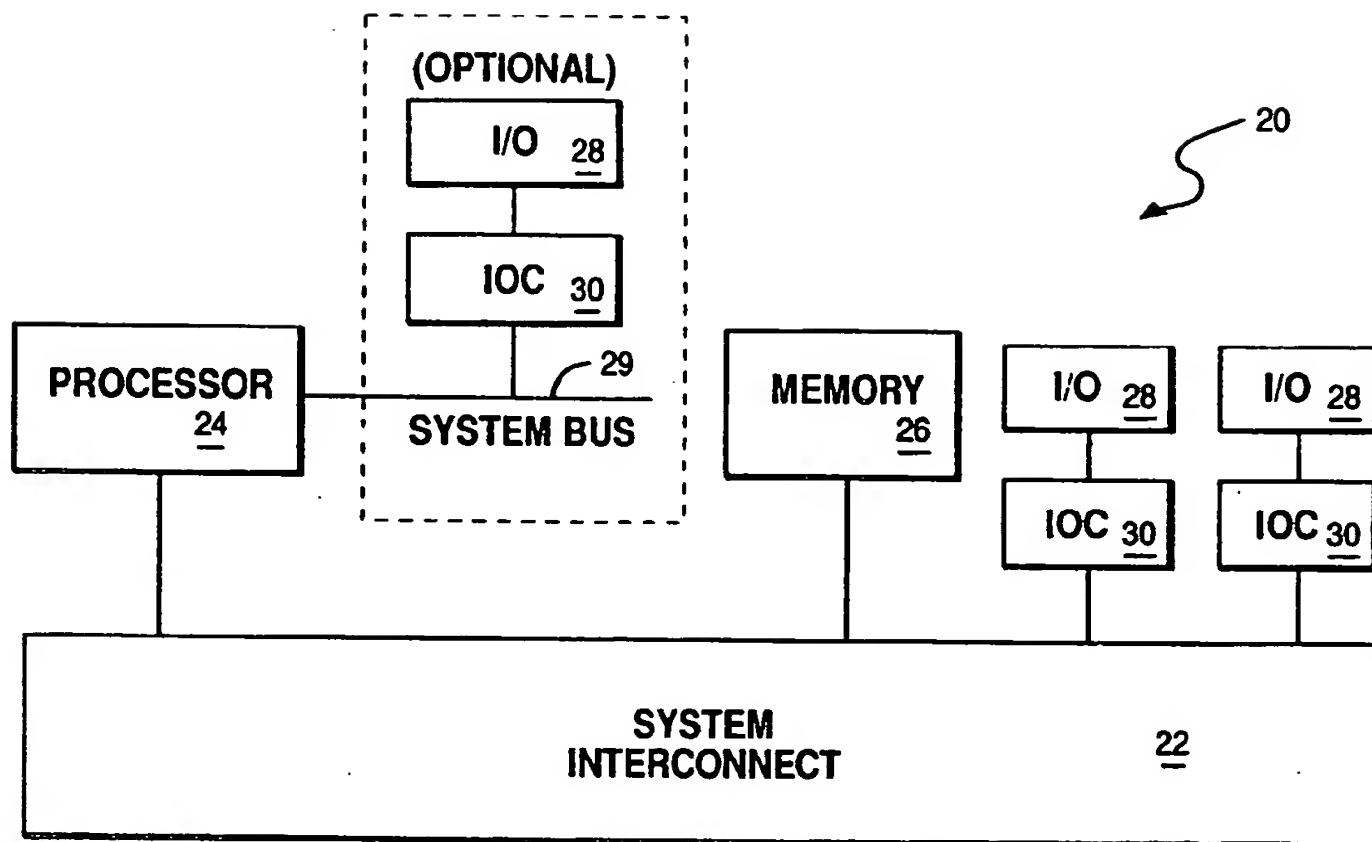 (OPTIONAL)
I/O 28
IOC 30
20
PROCESSOR
24
29
SYSTEM BUS
MEMORY
26
I/O 28
I/O 28
IOC 30
IOC 30
SYSTEM
INTERCONNECT
22